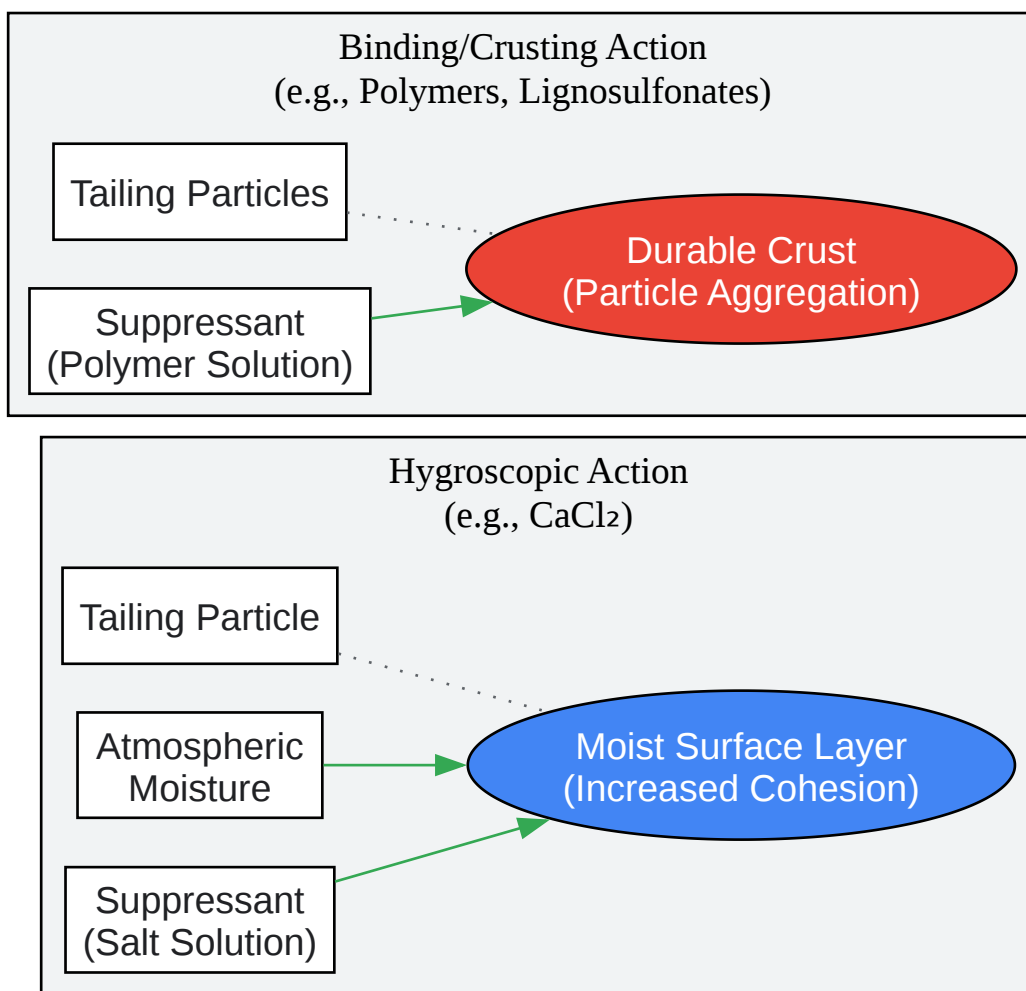 Binding/Crusting Action
(e.g., Polymers, Lignosulfonates)
Tailing Particles
Durable Crust
(Particle Aggregation)
Suppressant
(Polymer Solution)
Hygroscopic Action
(e.g., CaCl₂)
Tailing Particle
Atmospheric
Moisture
Moist Surface Layer
(Increased Cohesion)
Suppressant
(Salt Solution)